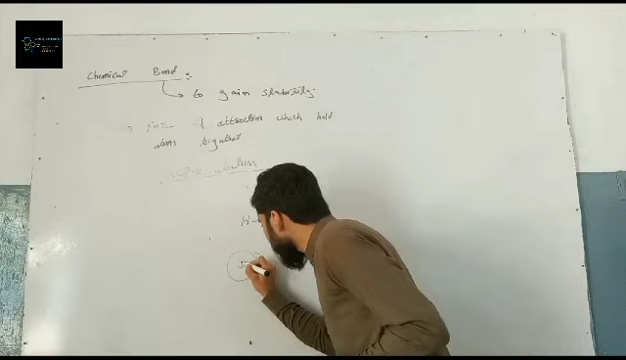 Chemical Bond :
to gain stability.
Force of attraction which hold
atoms together
H-